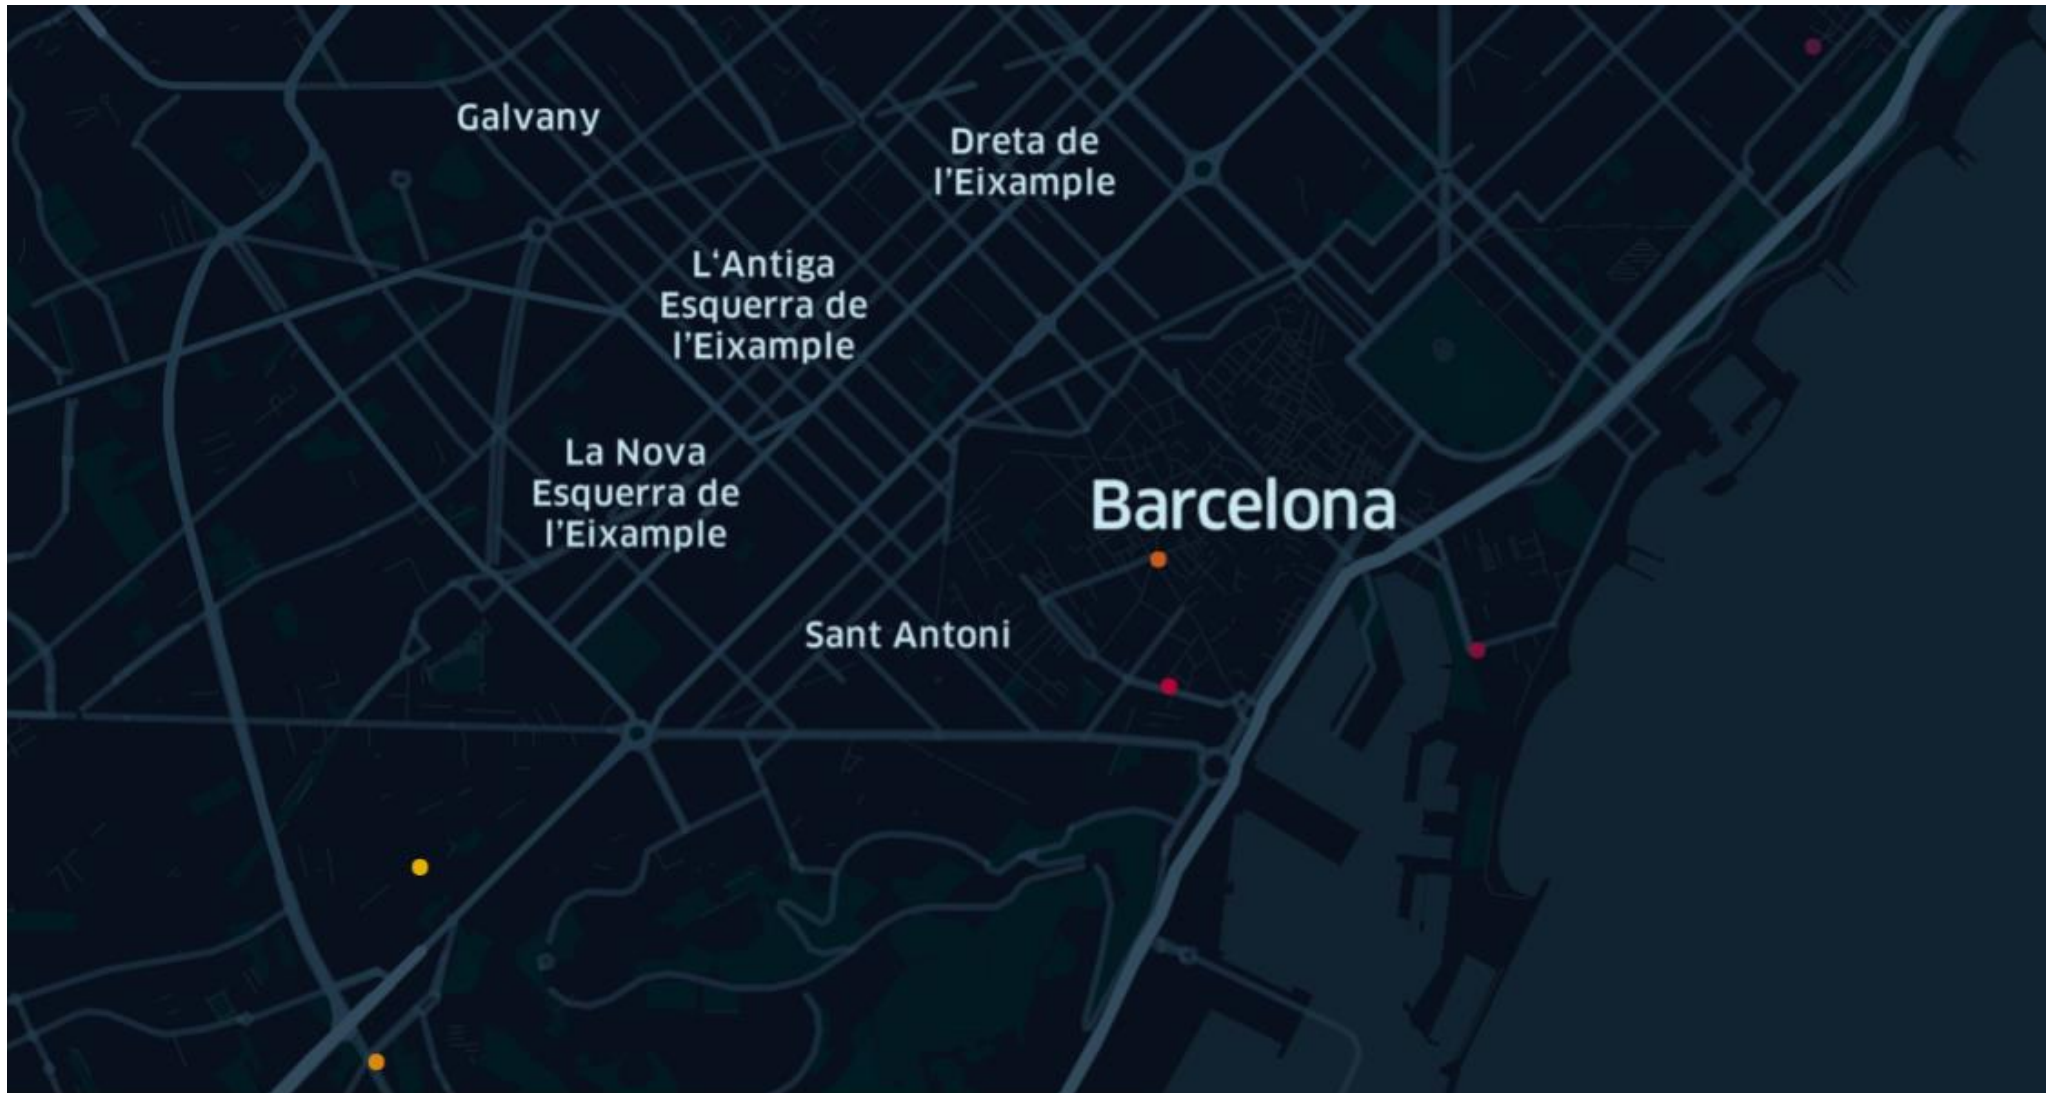 Galvany
Dreta de
l'Eixample
L‘Antiga
Esquerra de
l'Eixample
La Nova
Esquerra de
l'Eixample
Barcelona
Sant Antoni